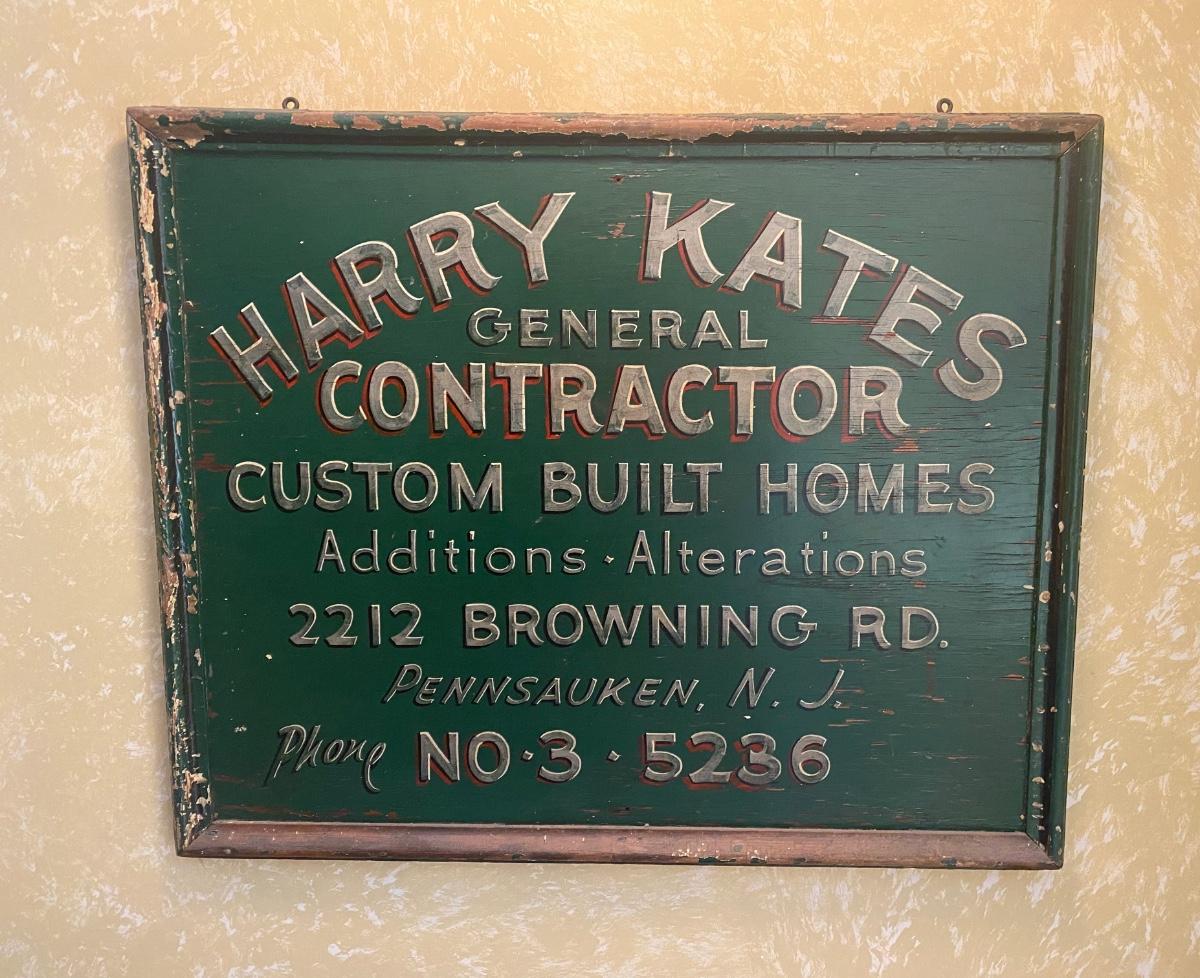 HARRY KATES
GENERAL
CONTRACTOR
CUSTOM BUILT HOMES
Additions · Alterations
2212 BROWNING RD.
PENNSAUKEN, N. J.
Phone NO·3·5236